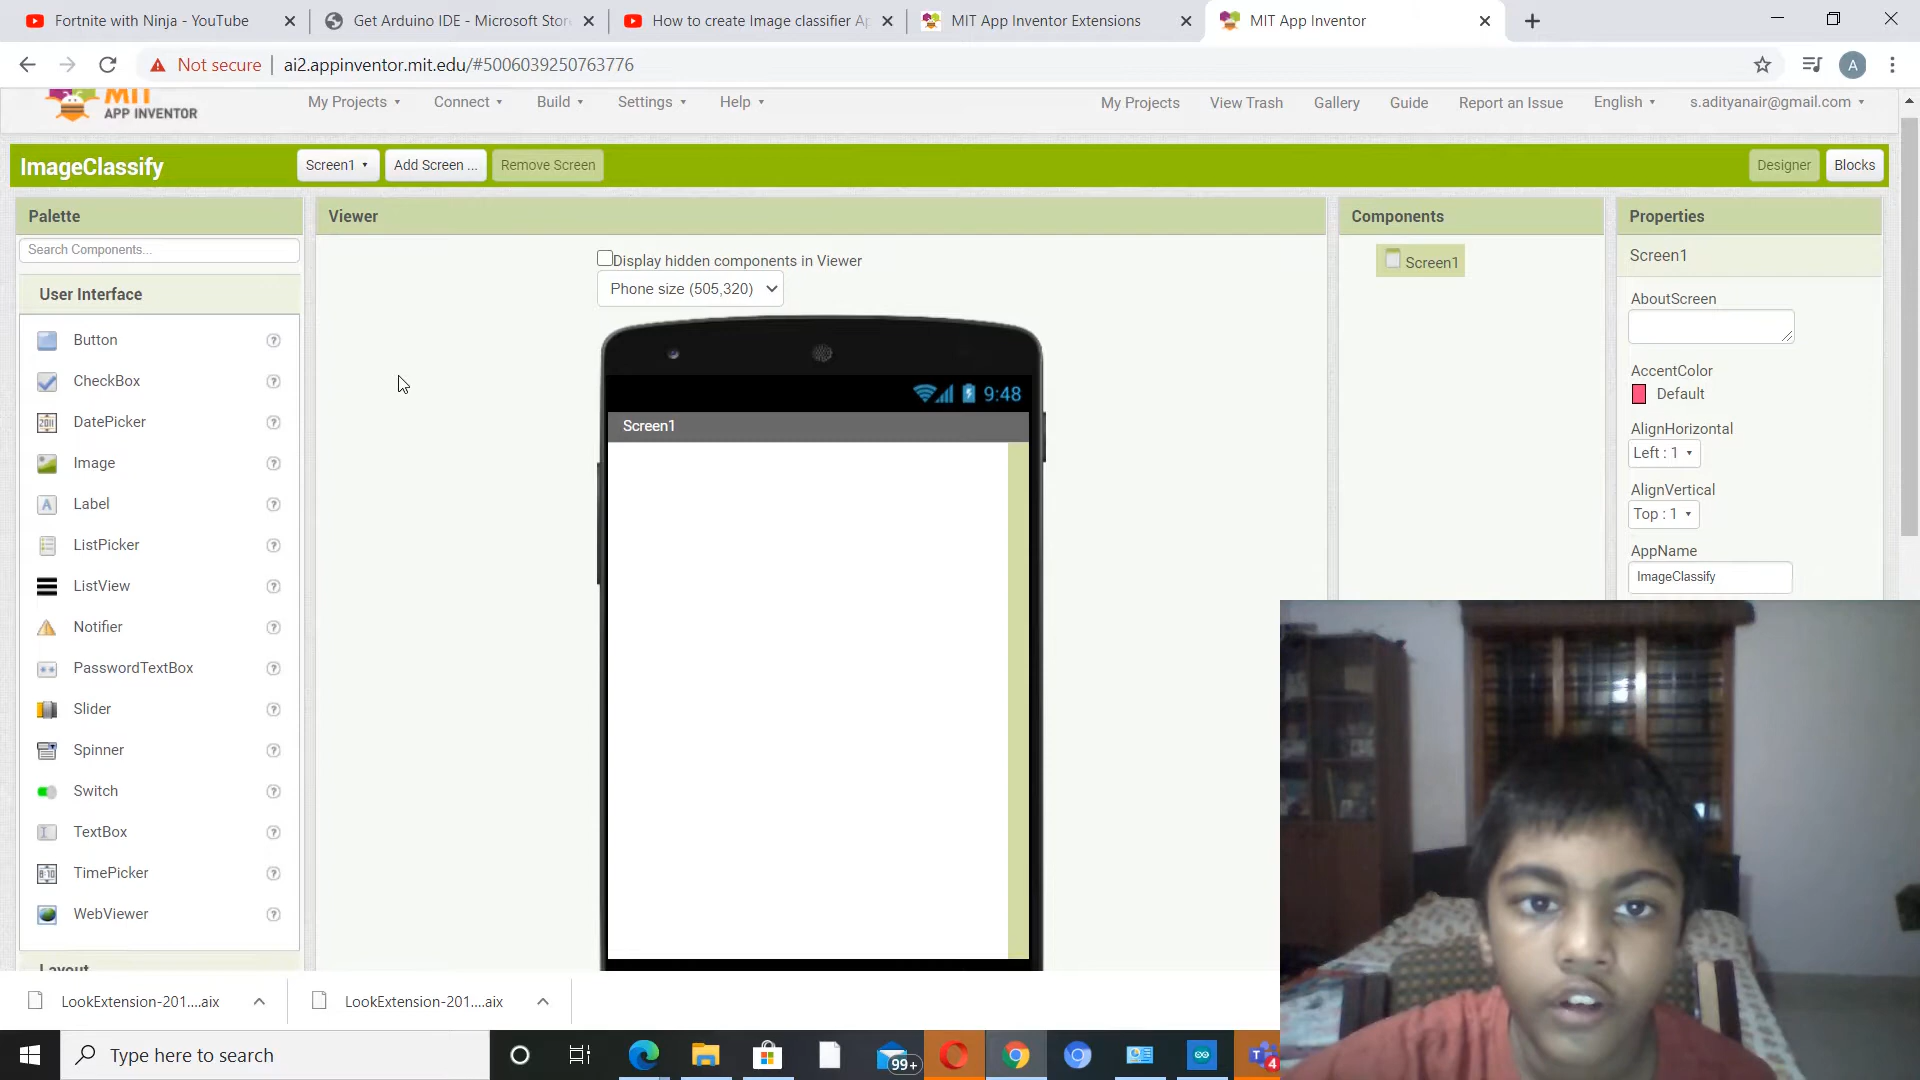 Fortnite with Ninja - YouTube
Get Arduino IDE - Microsoft Stor
How to create Image classifier Ap
MIT App Inventor Extensions
MIT App Inventor
Not secure
ai2.appinventor.mit.edu/#5006039250763776
A
MIT
APP INVENTOR
My Projects
Connect
Build
Settings
Help
My Projects
View Trash
Gallery
Guide
Report an Issue
English
s.adityanair@gmail.com
ImageClassify
Screen1
Add Screen ...
Remove Screen
Designer
Blocks
Palette
Search Components...
User Interface
Button
CheckBox
DatePicker
Image
Label
ListPicker
ListView
Notifier
PasswordTextBox
Slider
Spinner
Switch
TextBox
TimePicker
WebViewer
Layout
Viewer
Display hidden components in Viewer
Phone size (505,320)
9:48
Screen1
Components
Screen1
Properties
Screen1
AboutScreen
AccentColor
Default
AlignHorizontal
Left : 1
AlignVertical
Top : 1
AppName
ImageClassify
LookExtension-201....aix
LookExtension-201....aix
Type here to search
99+
4